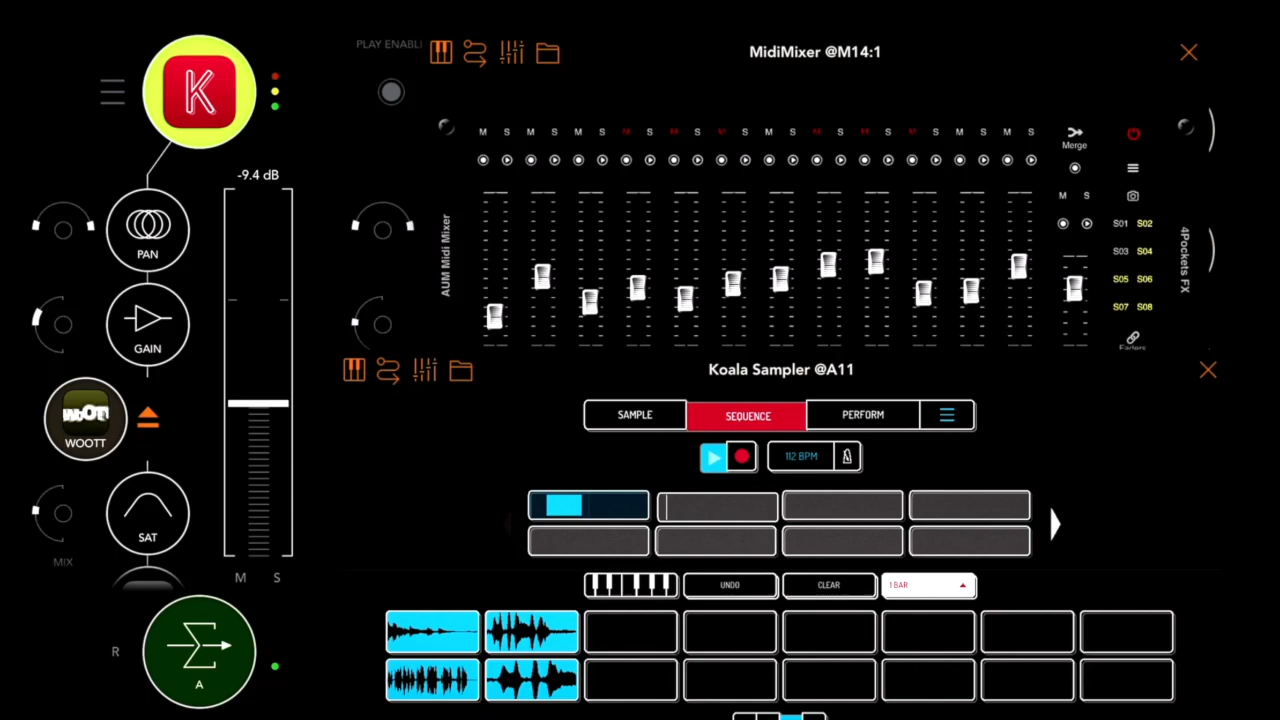 PLAY ENABLI
MidiMixer @M14:1
K
-9.4 dB
PAN
GAIN
WOOTT
WOOTT
SAT
MIX
M S
R
A
M S M S M S M S M S M S M S M S M S M S M S M S
Merge
M S
S01 S02
S03 S04
S05 S06
S07 S08
Faders
AUM Midi Mixer
4Pockets FX
Koala Sampler @A11
SAMPLE SEQUENCE PERFORM
112 BPM
UNDO CLEAR 1 BAR